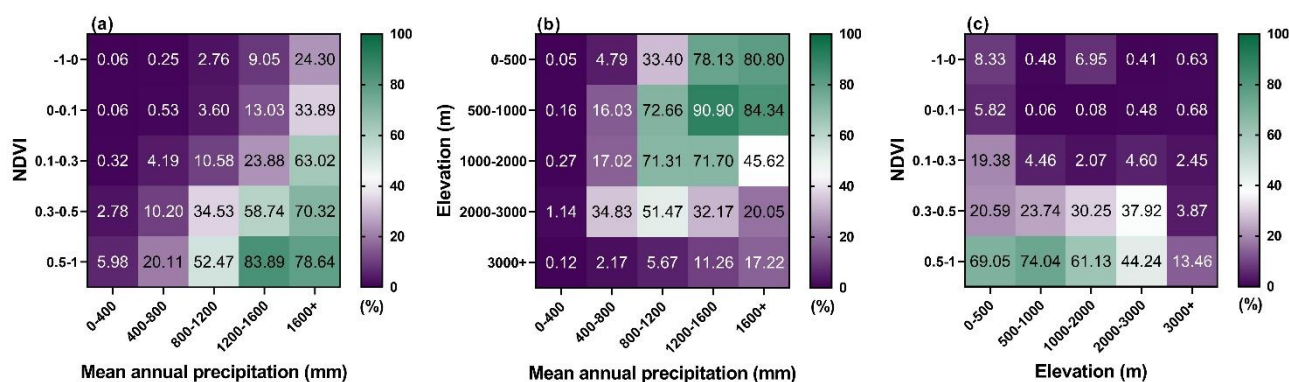 (a)
NDVI
-1-0 0.06 0.25 2.76 9.05 24.30
0-0.1 0.06 0.53 3.60 13.03 33.89
0.1-0.3 0.32 4.19 10.58 23.88 63.02
0.3-0.5 2.78 10.20 34.53 58.74 70.32
0.5-1 5.98 20.11 52.47 83.89 78.64
0-400 400-800 800-1200 1200-1600 1600+
Mean annual precipitation (mm)
100
80
60
40
20
0
(%)
(b)
Elevation (m)
0-500 0.05 4.79 33.40 78.13 80.80
500-1000 0.16 16.03 72.66 90.90 84.34
1000-2000 0.27 17.02 71.31 71.70 45.62
2000-3000 1.14 34.83 51.47 32.17 20.05
3000+ 0.12 2.17 5.67 11.26 17.22
0-400 400-800 800-1200 1200-1600 1600+
Mean annual precipitation (mm)
100
80
60
40
20
0
(%)
(c)
NDVI
-1-0 8.33 0.48 6.95 0.41 0.63
0-0.1 5.82 0.06 0.08 0.48 0.68
0.1-0.3 19.38 4.46 2.07 4.60 2.45
0.3-0.5 20.59 23.74 30.25 37.92 3.87
0.5-1 69.05 74.04 61.13 44.24 13.46
0-500 500-1000 1000-2000 2000-3000 3000+
Elevation (m)
100
80
60
40
20
0
(%)